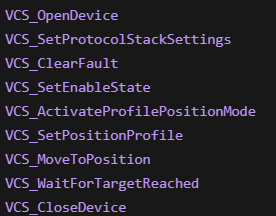 VCS_OpenDevice
VCS_SetProtocolStackSettings
VCS_ClearFault
VCS_SetEnableState
VCS_ActivateProfilePositionMode
VCS_SetPositionProfile
VCS_MoveToPosition
VCS_WaitForTargetReached
VCS_CloseDevice